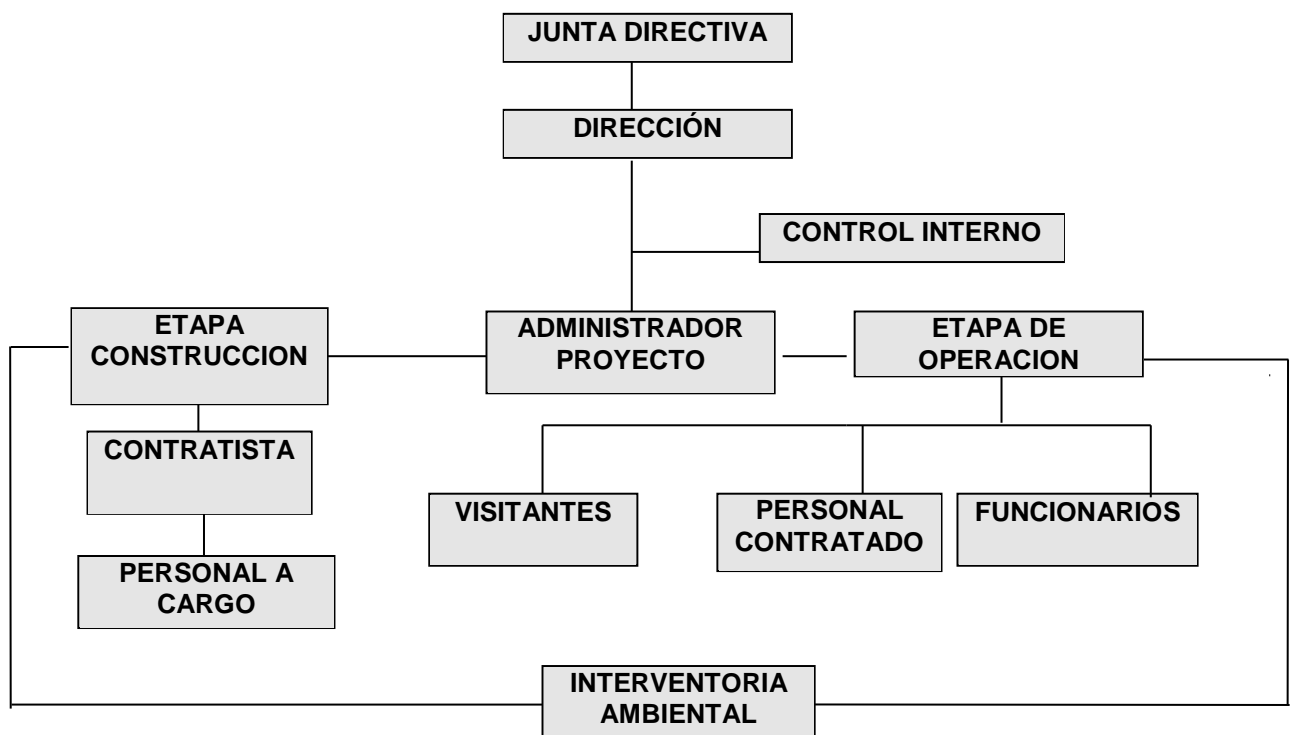 JUNTA DIRECTIVA
DIRECCIÓN
CONTROL INTERNO
ETAPA
CONSTRUCCION
ADMINISTRADOR
PROYECTO
ETAPA DE
OPERACION
CONTRATISTA
VISITANTES
PERSONAL
CONTRATADO
FUNCIONARIOS
PERSONAL A
CARGO
INTERVENTORIA
AMBIENTAL